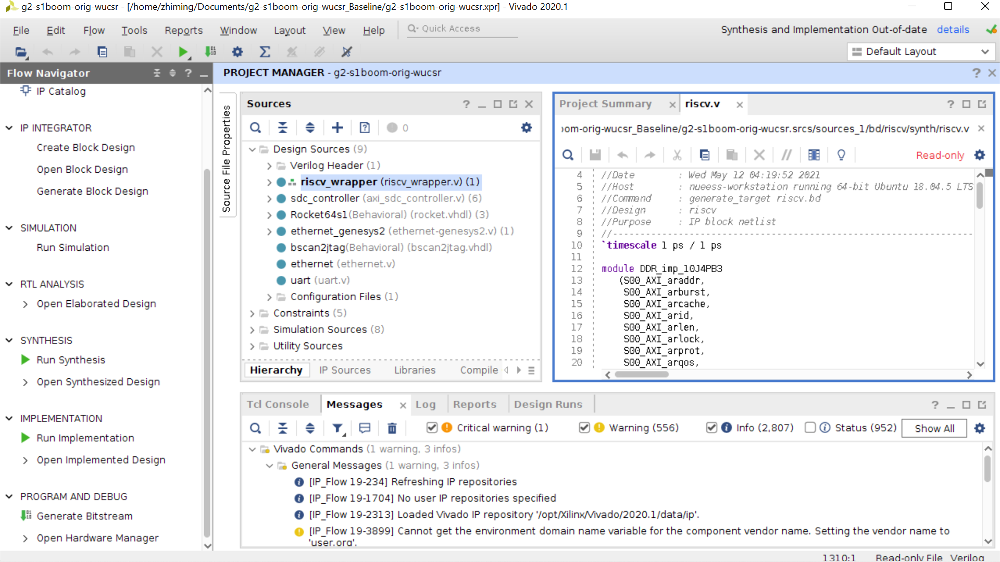 g2-s1boom-orig-wucsr - [/home/zhiming/Documents/g2-s1boom-orig-wucsr_Baseline/g2-s1boom-orig-wucsr.xpr] - Vivado 2020.1
File Edit Flow Tools Reports Window Layout View Help Quick Access
Synthesis and Implementation Out-of-date details
Default Layout
Flow Navigator
IP Catalog
IP INTEGRATOR
Create Block Design
Open Block Design
Generate Block Design
SIMULATION
Run Simulation
RTL ANALYSIS
Open Elaborated Design
SYNTHESIS
Run Synthesis
Open Synthesized Design
IMPLEMENTATION
Run Implementation
Open Implemented Design
PROGRAM AND DEBUG
Generate Bitstream
Open Hardware Manager
PROJECT MANAGER - g2-s1boom-orig-wucsr
Source File Properties
Sources
0
Design Sources (9)
Verilog Header (1)
riscv_wrapper (riscv_wrapper.v) (1)
sdc_controller (axi_sdc_controller.v) (6)
Rocket64s1(Behavioral) (rocket.vhdl) (3)
ethernet_genesys2 (ethernet-genesys2.v) (1)
bscan2jtag(Behavioral) (bscan2jtag.vhdl)
ethernet (ethernet.v)
uart (uart.v)
Configuration Files (1)
Constraints (5)
Simulation Sources (8)
Utility Sources
Hierarchy IP Sources Libraries Compile
Project Summary riscv.v
oom-orig-wucsr_Baseline/g2-s1boom-orig-wucsr.srcs/sources_1/bd/riscv/synth/riscv.v
Read-only
4 //Date : Wed May 12 04:19:52 2021
5 //Host : nueess-workstation running 64-bit Ubuntu 18.04.5 LTS
6 //Command : generate_target riscv.bd
7 //Design : riscv
8 //Purpose : IP block netlist
9 //------------------------------------------------------------------
10 `timescale 1 ps / 1 ps
11
12 module DDR_imp_10J4PB3
13 (S00_AXI_araddr,
14 S00_AXI_arburst,
15 S00_AXI_arcache,
16 S00_AXI_arid,
17 S00_AXI_arlen,
18 S00_AXI_arlock,
19 S00_AXI_arprot,
20 S00_AXI_arqos,
Tcl Console Messages Log Reports Design Runs
Critical warning (1) Warning (556) Info (2,807) Status (952) Show All
Vivado Commands (1 warning, 3 infos)
General Messages (1 warning, 3 infos)
[IP_Flow 19-234] Refreshing IP repositories
[IP_Flow 19-1704] No user IP repositories specified
[IP_Flow 19-2313] Loaded Vivado IP repository '/opt/Xilinx/Vivado/2020.1/data/ip'.
[IP_Flow 19-3899] Cannot get the environment domain name variable for the component vendor name. Setting the vendor name to
'user.org'.
1310:1 Read-only File Verilog